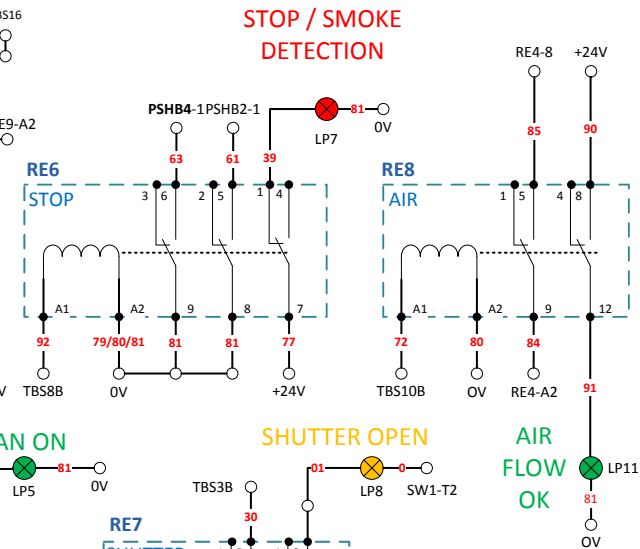 BS16
STOP / SMOKE
DETECTION
RE4-8
+24V
E9-A2
PSHB4-1
PSHB2-1
LP7
81
0V
63
61
39
85
90
RE6
STOP
3
6
2
5
1
4
RE8
AIR
1
5
4
8
A1
A2
9
8
7
A1
A2
9
12
92
79/80/81
81
81
77
72
80
84
V
TBS8B
0V
+24V
TBS10B
OV
RE4-A2
91
AN ON
81
LP5
0V
SHUTTER OPEN
01
0
LP8
SW1-T2
AIR
FLOW
OK
LP11
81
OV
TBS3B
30
RE7